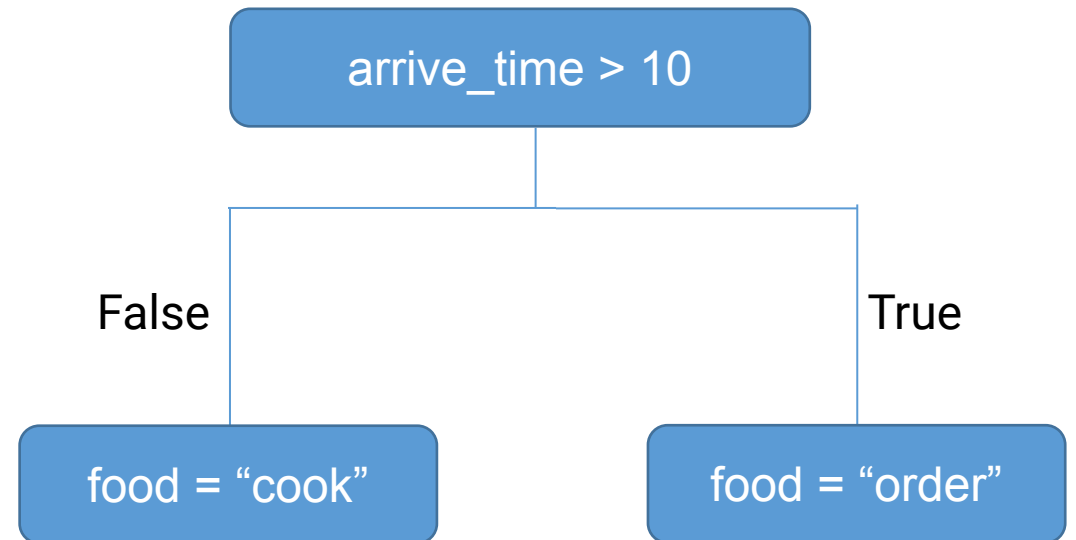 arrive_time > 10
False
True
food = “cook”
food = “order”